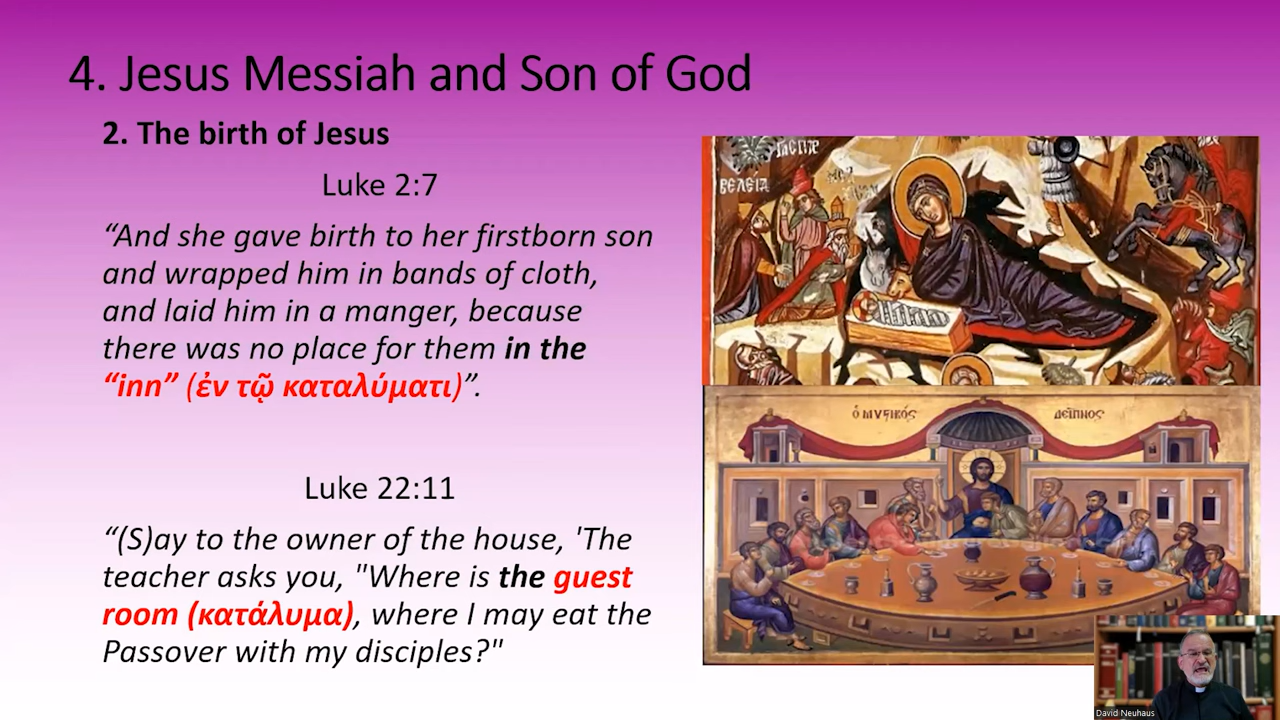 4. Jesus Messiah and Son of God
2. The birth of Jesus
Luke 2:7
“And she gave birth to her firstborn son
and wrapped him in bands of cloth,
and laid him in a manger, because
there was no place for them in the
“inn” (ἐν τῷ καταλύματι)”.
Luke 22:11
“(S)ay to the owner of the house, 'The
teacher asks you, "Where is the guest
room (κατάλυμα), where I may eat the
Passover with my disciples?"
ΒΕΛΕΙΑ
ὁ ΜΥΣΙΚΟΣ ΔΕΙΠΝΟΣ
David Neuhaus